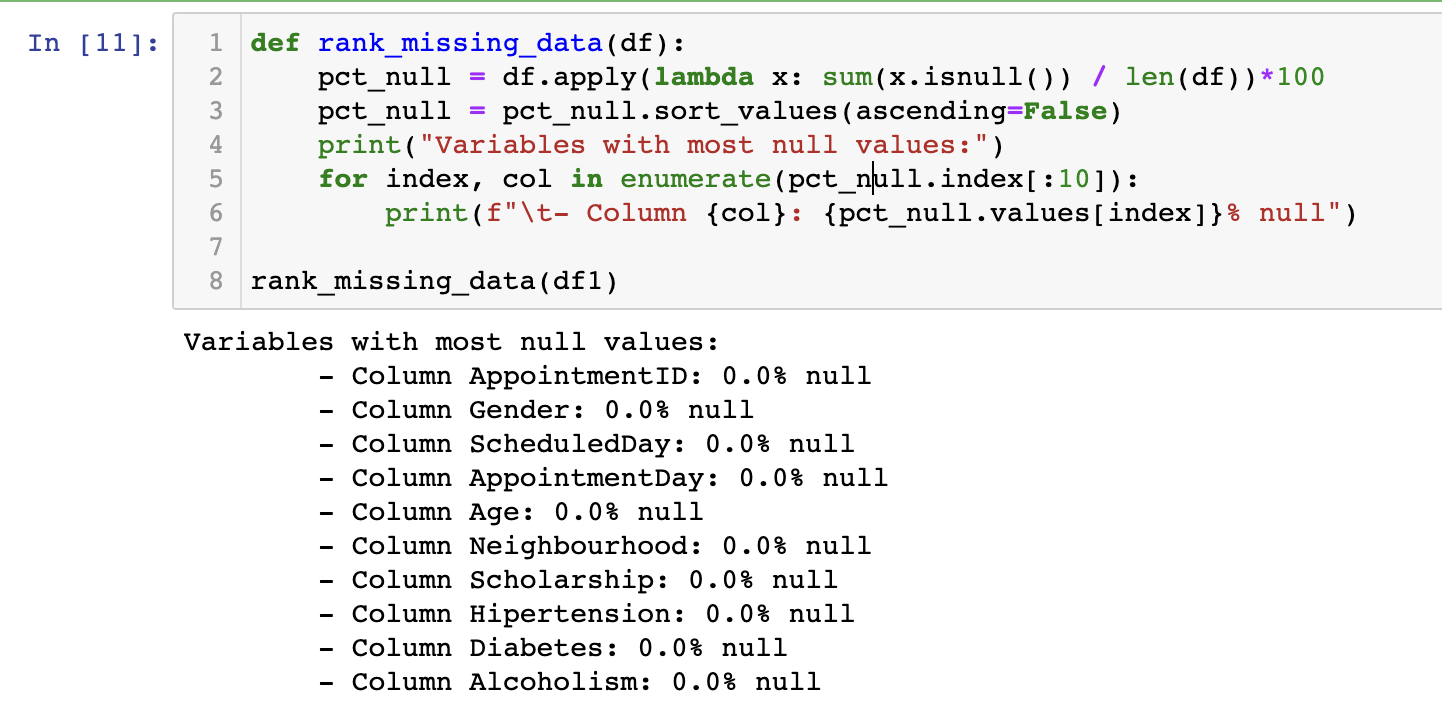 In [11]:
1 def rank_missing_data(df):
2     pct_null = df.apply(lambda x: sum(x.isnull()) / len(df))*100
3     pct_null = pct_null.sort_values(ascending=False)
4     print("Variables with most null values:")
5     for index, col in enumerate(pct_null.index[:10]):
6         print(f"\t- Column {col}: {pct_null.values[index]}% null")
7
8 rank_missing_data(df1)
Variables with most null values:
        - Column AppointmentID: 0.0% null
        - Column Gender: 0.0% null
        - Column ScheduledDay: 0.0% null
        - Column AppointmentDay: 0.0% null
        - Column Age: 0.0% null
        - Column Neighbourhood: 0.0% null
        - Column Scholarship: 0.0% null
        - Column Hipertension: 0.0% null
        - Column Diabetes: 0.0% null
        - Column Alcoholism: 0.0% null